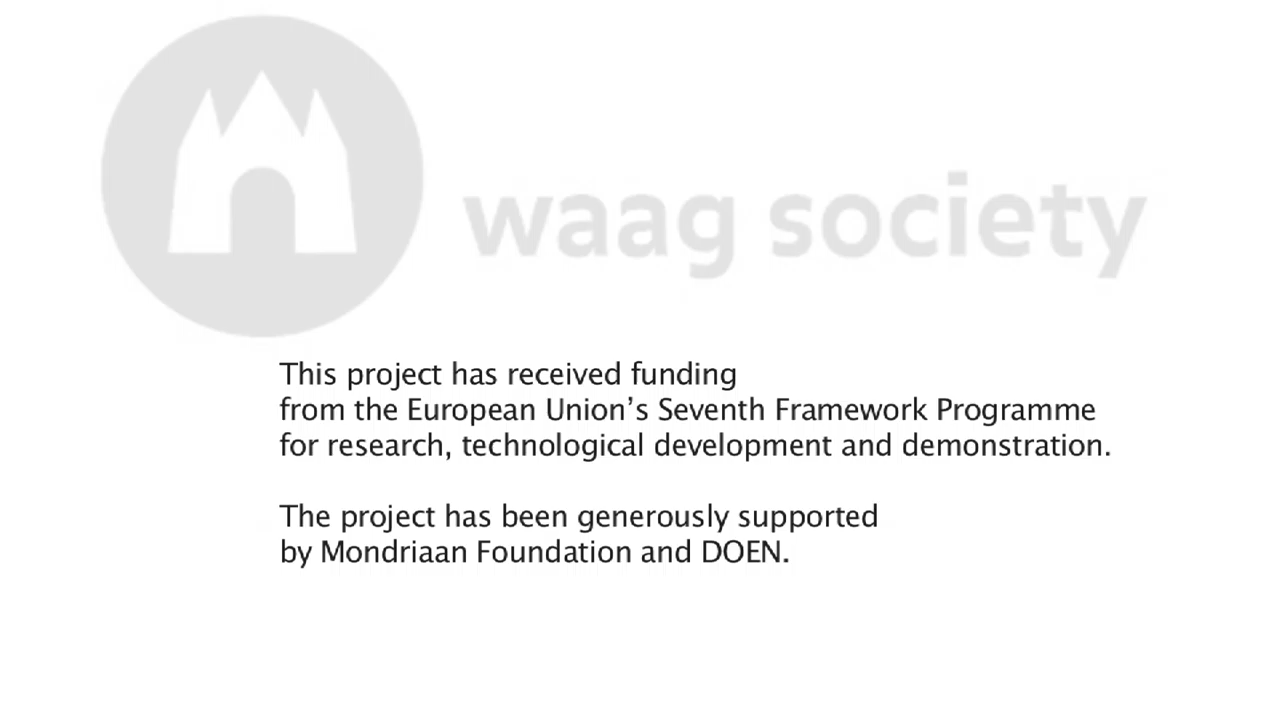 waag society
This project has received funding
from the European Union’s Seventh Framework Programme
for research, technological development and demonstration.
The project has been generously supported
by Mondriaan Foundation and DOEN.